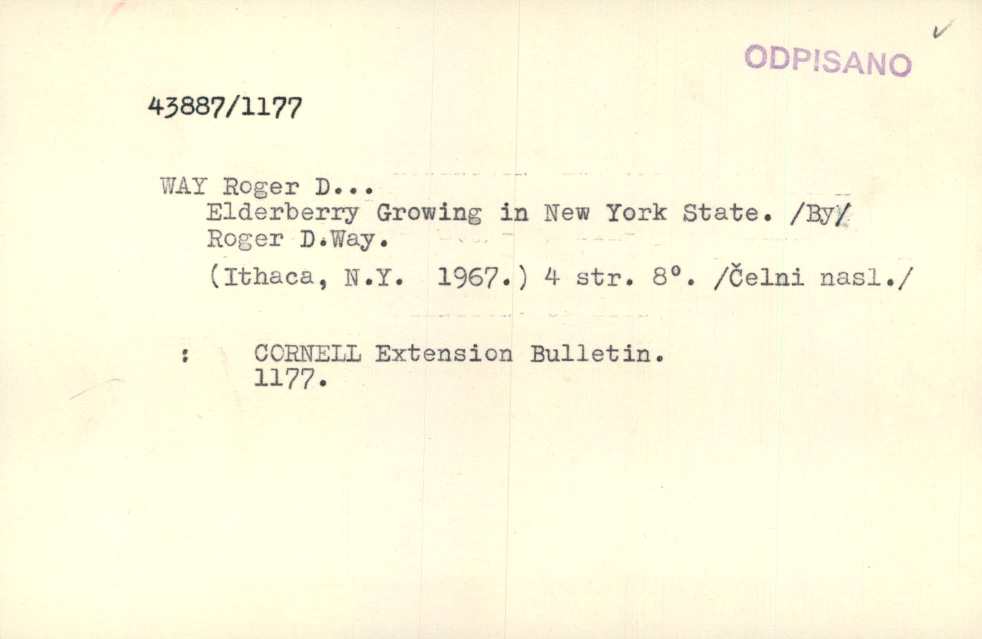 ODPISANO
43887/1177
WAY Roger D...
Elderberry Growing in New York State. /By/
Roger D.Way.
(Ithaca, N.Y. 1967.) 4 str. 8°. /Čelni nasl./
: CORNELL Extension Bulletin.
1177.